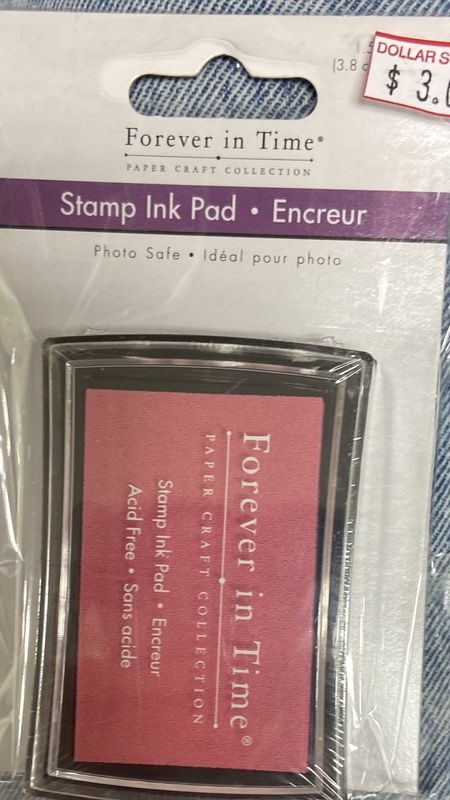 DOLLAR
$ 3.
(3.8
Forever in Time®
PAPER CRAFT COLLECTION
Stamp Ink Pad • Encreur
Photo Safe • Idéal pour photo
Forever in Time®
PAPER CRAFT COLLECTION
Stamp Ink Pad • Encreur
Acid Free • Sans acide